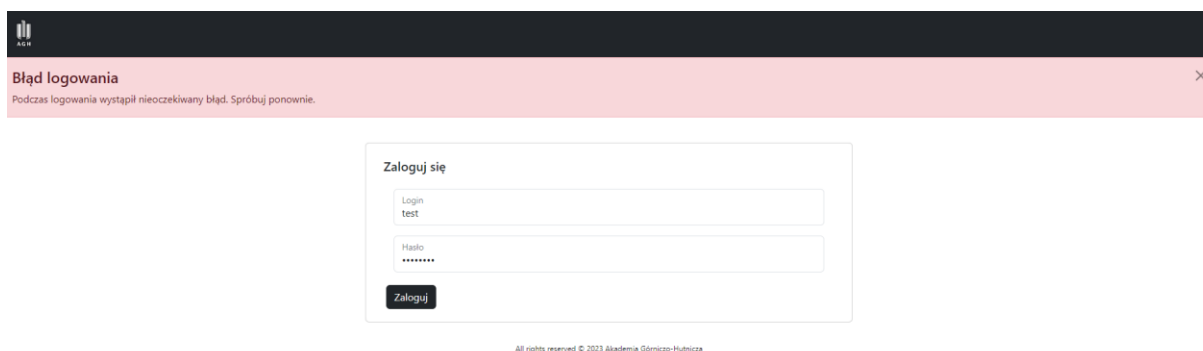 AGH
Błąd logowania
Podczas logowania wystąpił nieoczekiwany błąd. Spróbuj ponownie.
Zaloguj się
Login
test
Hasło
Zaloguj
All rights reserved © 2023 Akademia Górniczo-Hutnicza